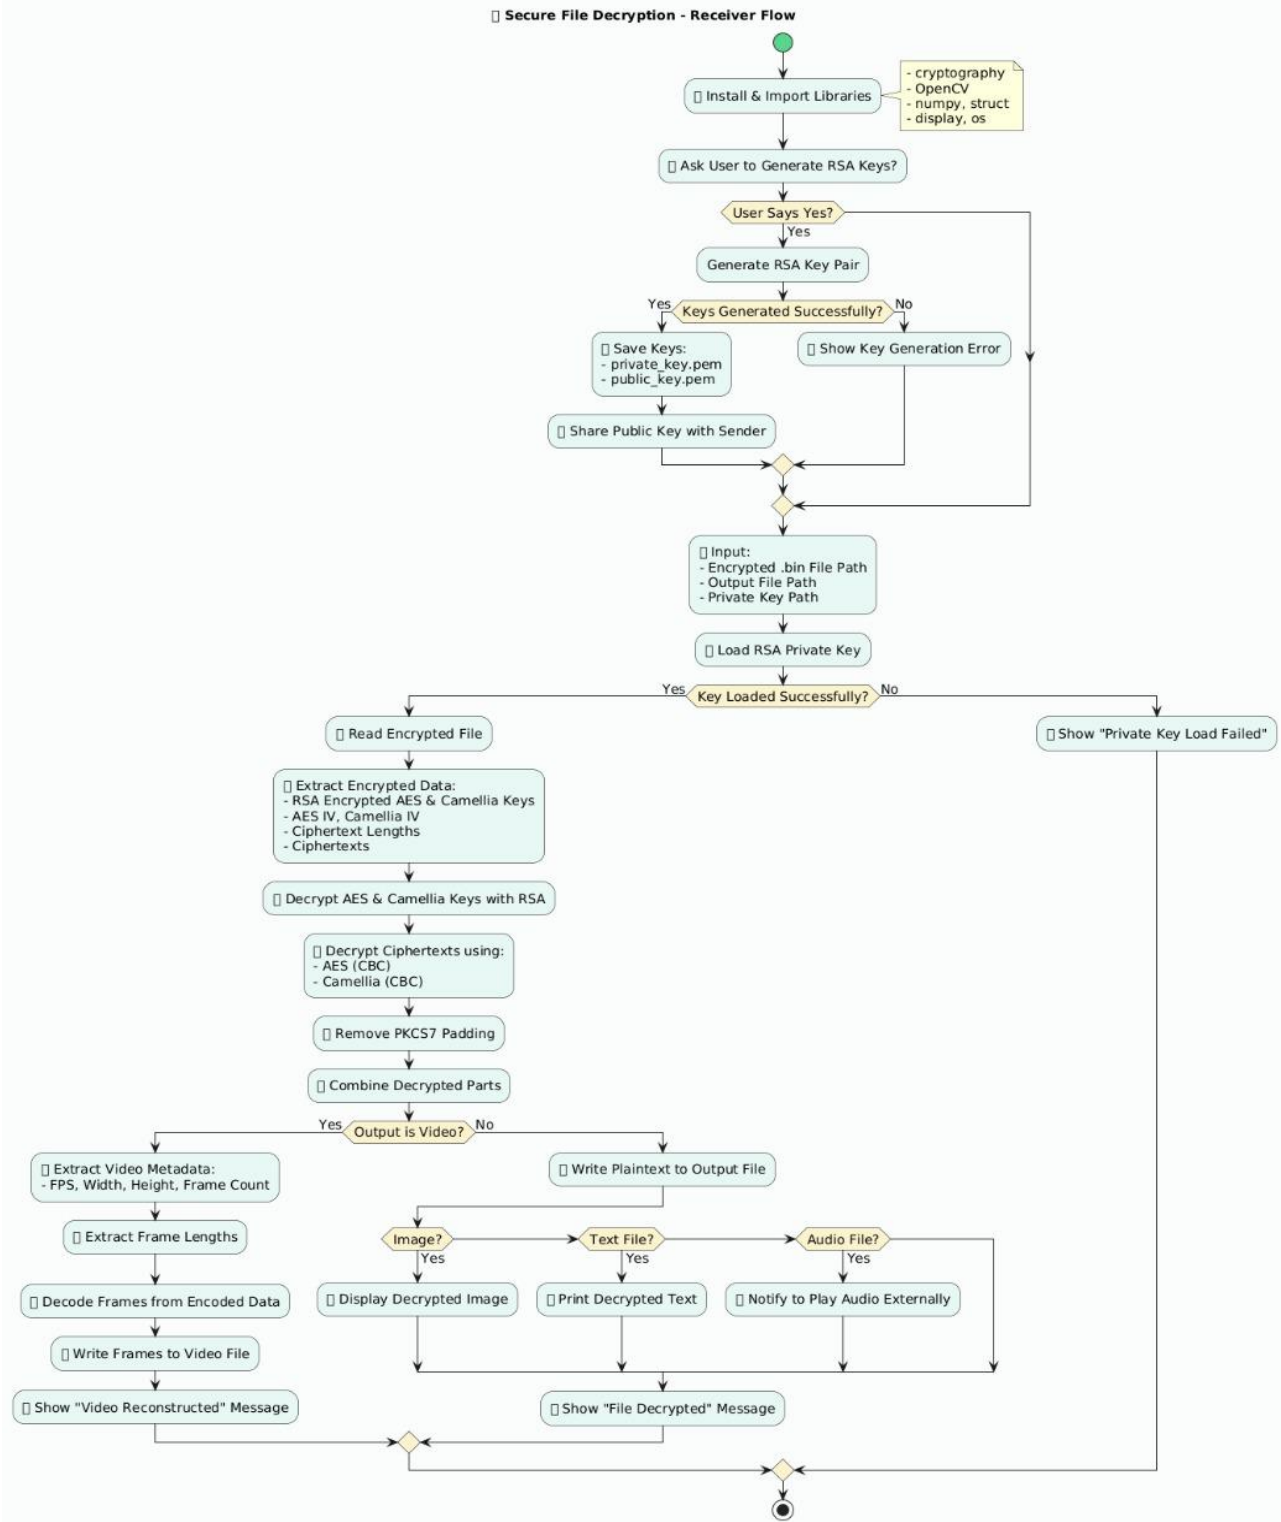 Secure File Decryption - Receiver Flow
Install & Import Libraries
- cryptography
- OpenCV
- numpy, struct
- display, os
Ask User to Generate RSA Keys?
User Says Yes?
Yes
Generate RSA Key Pair
Yes
Keys Generated Successfully?
No
Save Keys:
- private_key.pem
- public_key.pem
Show Key Generation Error
Share Public Key with Sender
Input:
- Encrypted .bin File Path
- Output File Path
- Private Key Path
Load RSA Private Key
Yes
Key Loaded Successfully?
No
Read Encrypted File
Show "Private Key Load Failed"
Extract Encrypted Data:
- RSA Encrypted AES & Camellia Keys
- AES IV, Camellia IV
- Ciphertext Lengths
- Ciphertexts
Decrypt AES & Camellia Keys with RSA
Decrypt Ciphertexts using:
- AES (CBC)
- Camellia (CBC)
Remove PKCS7 Padding
Combine Decrypted Parts
Yes
Output is Video?
No
Extract Video Metadata:
- FPS, Width, Height, Frame Count
Write Plaintext to Output File
Extract Frame Lengths
Image?
Text File?
Audio File?
Yes
Yes
Yes
Decode Frames from Encoded Data
Display Decrypted Image
Print Decrypted Text
Notify to Play Audio Externally
Write Frames to Video File
Show "Video Reconstructed" Message
Show "File Decrypted" Message